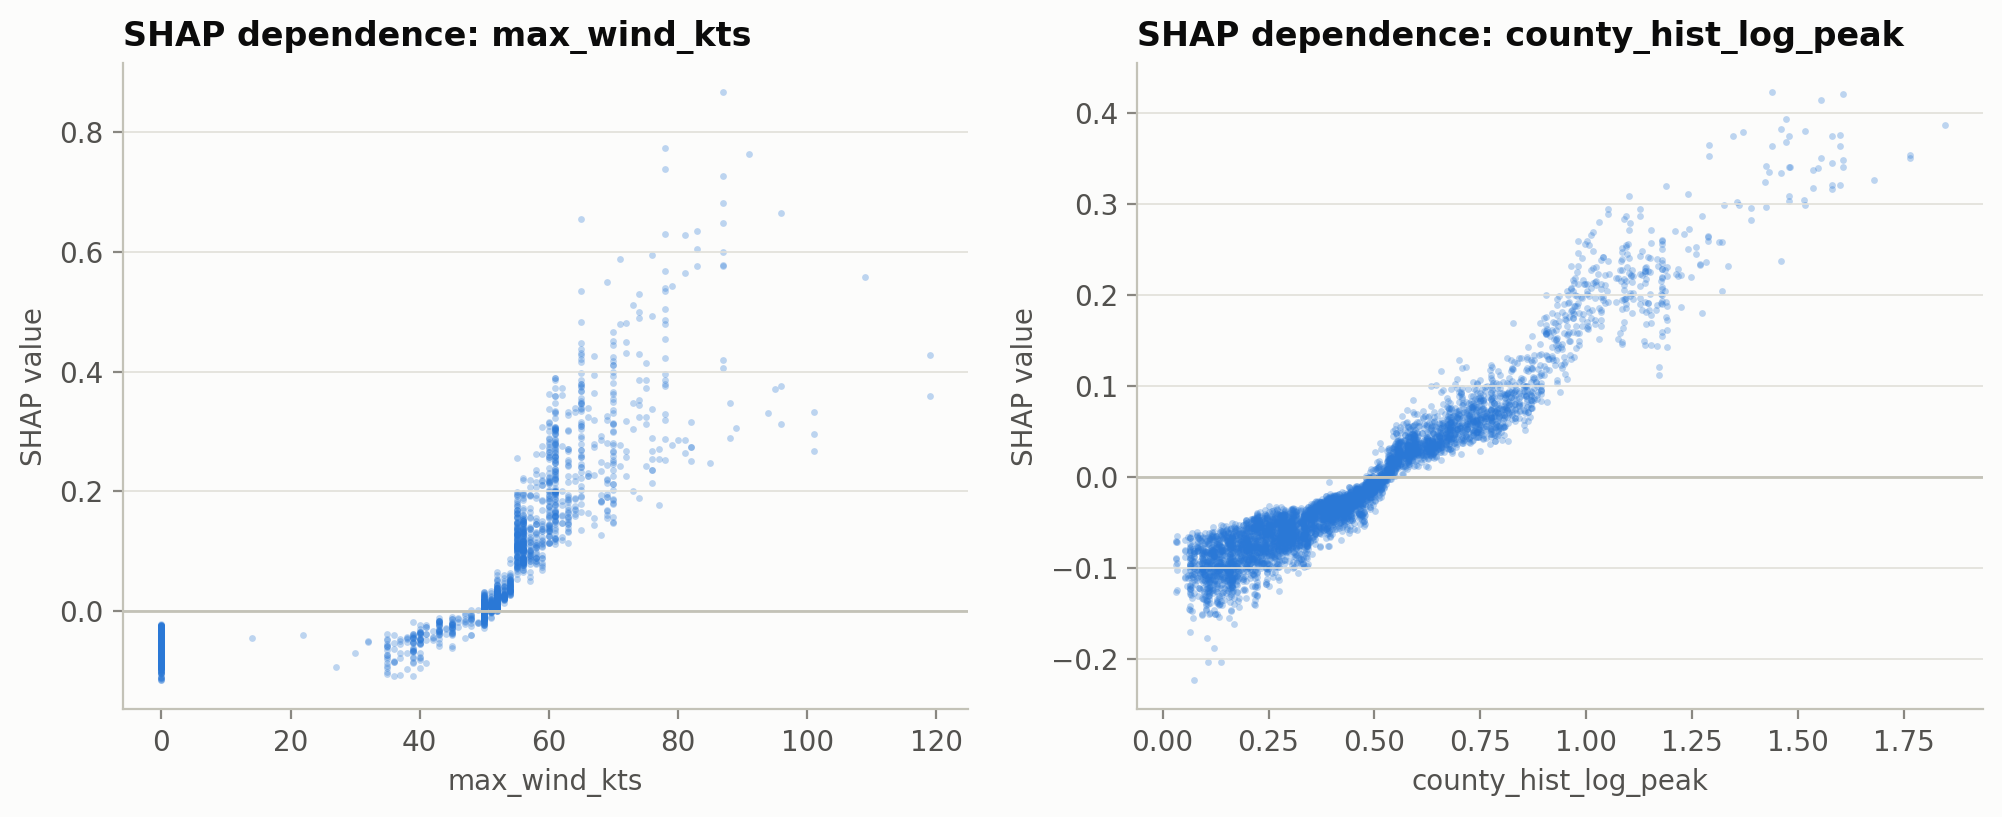 SHAP dependence: max_wind_kts
0.8
0.6
0.4
0.2
0.0
SHAP value
0 20 40 60 80 100 120
max_wind_kts
SHAP dependence: county_hist_log_peak
0.4
0.3
0.2
0.1
0.0
−0.1
−0.2
SHAP value
0.00 0.25 0.50 0.75 1.00 1.25 1.50 1.75
county_hist_log_peak